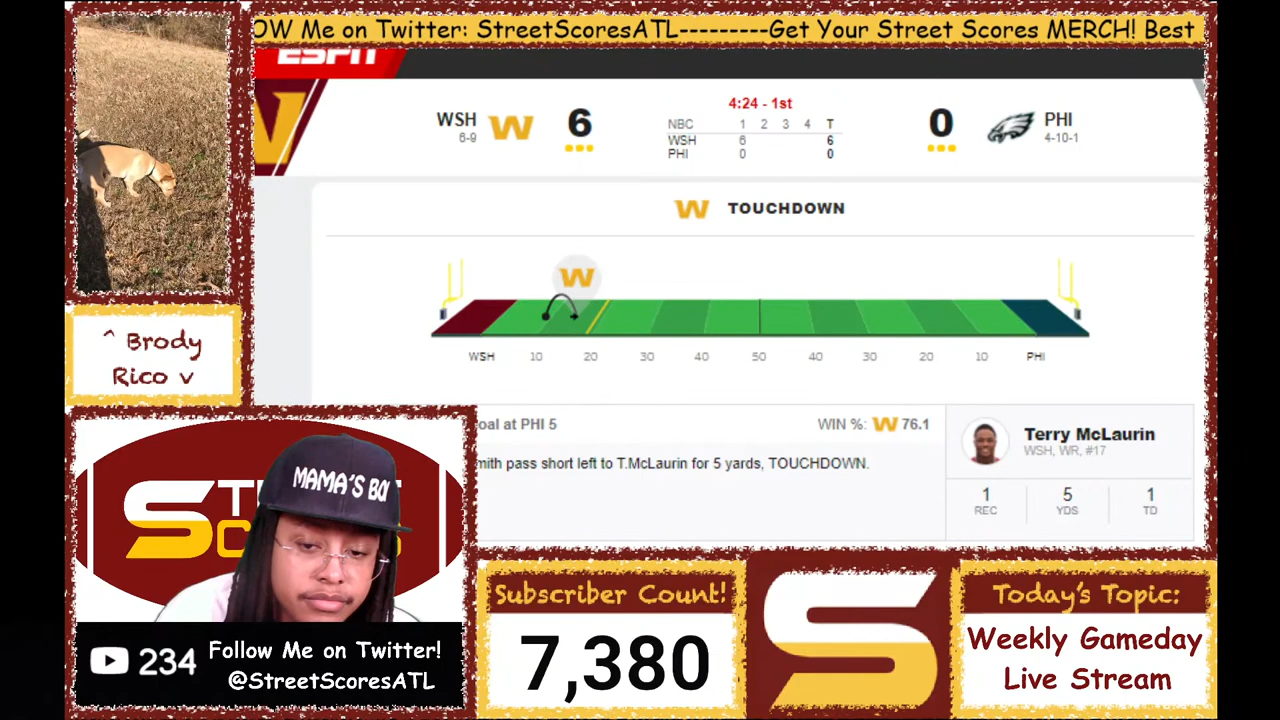 OW Me on Twitter: StreetScoresATL---------Get Your Street Scores MERCH! Best
ESPN
WSH
6-9
W
6
4:24 - 1st
NBC 1 2 3 4 T
WSH 6 6
PHI 0 0
0
PHI
4-10-1
W TOUCHDOWN
W
WSH 10 20 30 40 50 40 30 20 10 PHI
oal at PHI 5
WIN %: W 76.1
mith pass short left to T.McLaurin for 5 yards, TOUCHDOWN.
Terry McLaurin
WSH, WR, #17
1 5 1
REC YDS TD
^ Brody
Rico v
MAMA'S BO
234
Follow Me on Twitter!
@StreetScoresATL
Subscriber Count!
7,380
S
Today's Topic:
Weekly Gameday
Live Stream